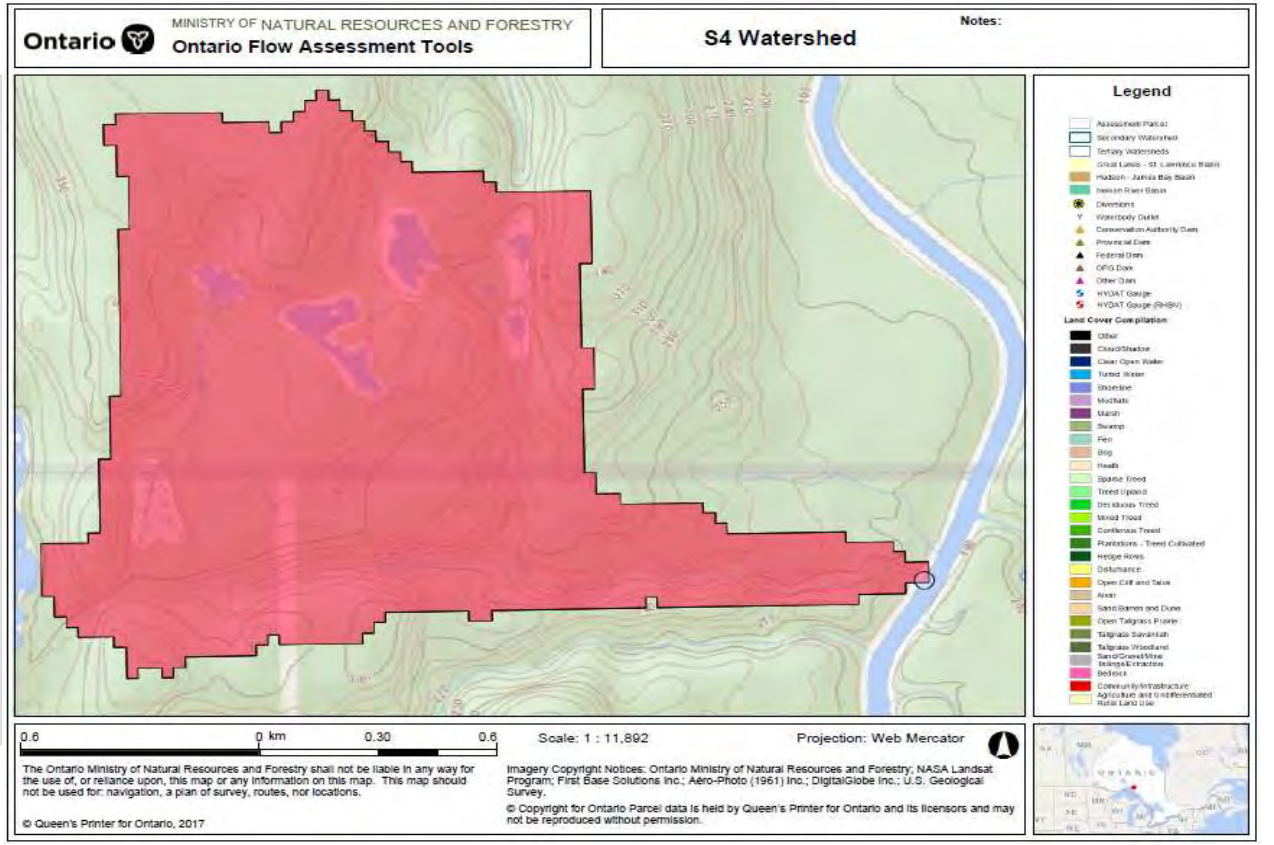 Ontario
MINISTRY OF NATURAL RESOURCES AND FORESTRY
Ontario Flow Assessment Tools
S4 Watershed
Notes:
Legend
Assessment Parcel
Secondary Watershed
Tertiary Watersheds
Great Lakes - St. Lawrence Basin
Hudson - James Bay Basin
Nelson River Basin
Diversions
Waterbody Outlet
Conservation Authority Dam
Provincial Dam
Federal Dam
OPG Dam
Other Dam
HYDAT Gauge
HYDAT Gauge (RHBN)
Land Cover Compilation
Other
Cloud/Shadow
Clear Open Water
Turbid Water
Shoreline
Mudflats
Marsh
Swamp
Fen
Bog
Heath
Sparse Treed
Treed Upland
Deciduous Treed
Mixed Treed
Coniferous Treed
Plantations - Treed Cultivated
Hedge Rows
Disturbance
Open Cliff and Talus
Alvar
Sand Barren and Dune
Open Tallgrass Prairie
Tallgrass Savannah
Tallgrass Woodland
Sand/Gravel/Mine
Tailings/Extraction
Bedrock
Community/Infrastructure
Agriculture and Undifferentiated
Rural Land Use
0.6 0 km 0.30 0.6
Scale: 1 : 11,892
Projection: Web Mercator
The Ontario Ministry of Natural Resources and Forestry shall not be liable in any way for
the use of, or reliance upon, this map or any information on this map. This map should
not be used for: navigation, a plan of survey, routes, nor locations.
© Queen's Printer for Ontario, 2017
Imagery Copyright Notices: Ontario Ministry of Natural Resources and Forestry; NASA Landsat
Program; First Base Solutions Inc.; Aéro-Photo (1961) Inc.; DigitalGlobe Inc.; U.S. Geological
Survey.
© Copyright for Ontario Parcel data is held by Queen's Printer for Ontario and its licensors and may
not be reproduced without permission.
ONTARIO